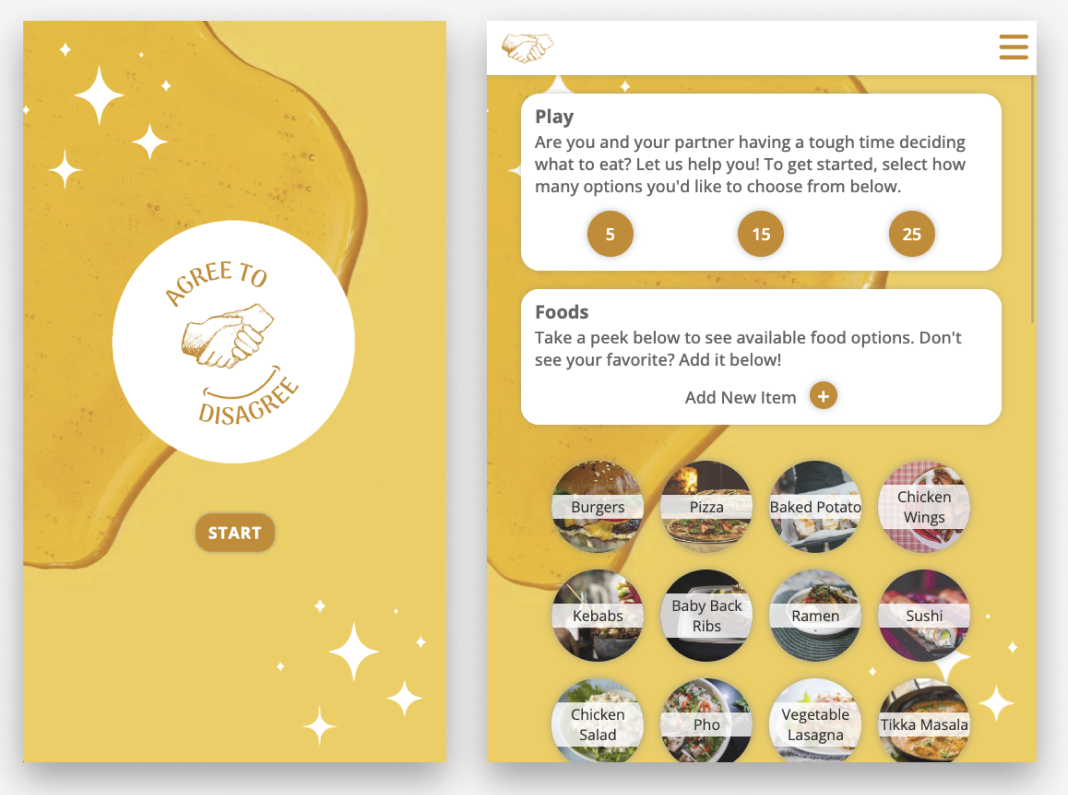 AGREE TO
DISAGREE
START
Play
Are you and your partner having a tough time deciding
what to eat? Let us help you! To get started, select how
many options you'd like to choose from below.
5 15 25
Foods
Take a peek below to see available food options. Don't
see your favorite? Add it below!
Add New Item +
Burgers
Pizza
Baked Potato
Chicken
Wings
Kebabs
Baby Back
Ribs
Ramen
Sushi
Chicken
Salad
Pho
Vegetable
Lasagna
Tikka Masala